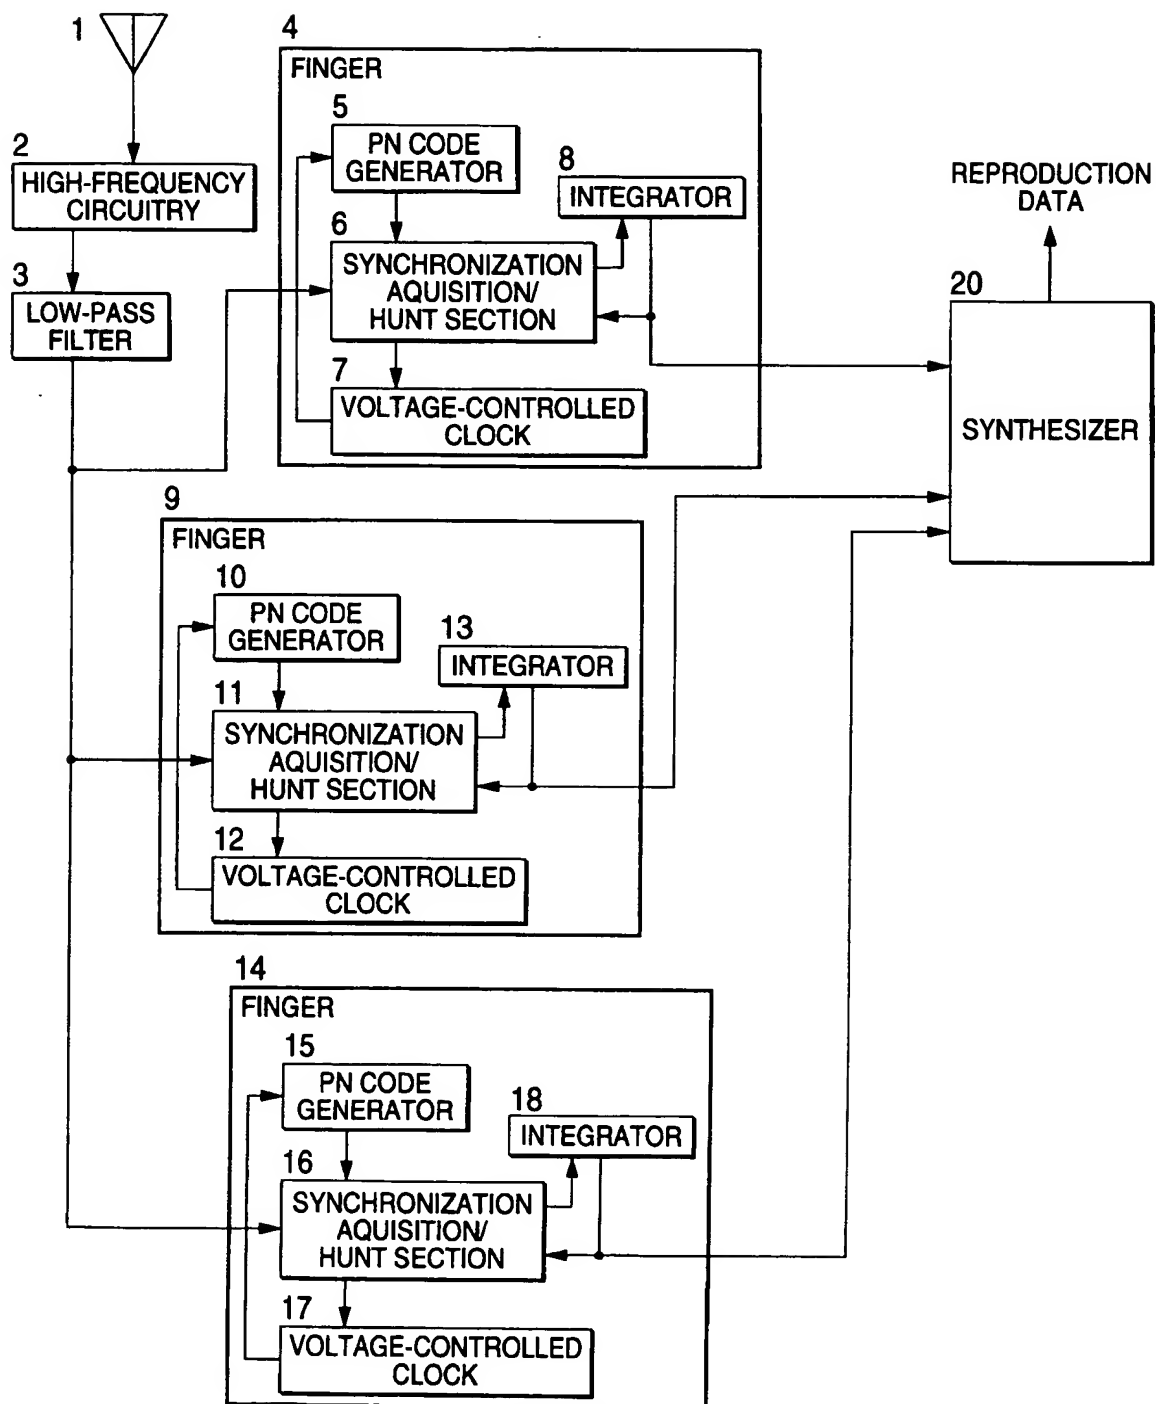 1
2
HIGH-FREQUENCY
CIRCUITRY
3
LOW-PASS
FILTER
4
FINGER
5
PN CODE
GENERATOR
6
SYNCHRONIZATION
AQUISITION/
HUNT SECTION
7
VOLTAGE-CONTROLLED
CLOCK
8
INTEGRATOR
9
FINGER
10
PN CODE
GENERATOR
11
SYNCHRONIZATION
AQUISITION/
HUNT SECTION
12
VOLTAGE-CONTROLLED
CLOCK
13
INTEGRATOR
14
FINGER
15
PN CODE
GENERATOR
16
SYNCHRONIZATION
AQUISITION/
HUNT SECTION
17
VOLTAGE-CONTROLLED
CLOCK
18
INTEGRATOR
REPRODUCTION
DATA
20
SYNTHESIZER